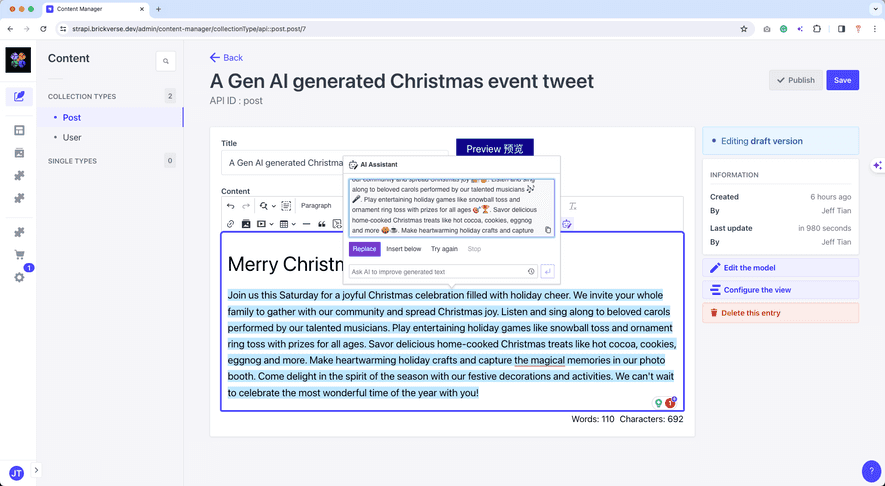 Content Manager
strapi.brickverse.dev/admin/content-manager/collectionType/api::post.post/7
Content
COLLECTION TYPES 2
Post
User
SINGLE TYPES 0
1
JT
Back
A Gen AI generated Christmas event tweet
API ID : post
Publish
Save
Title
Preview 预览
A Gen AI generated Christma
AI Assistant
our community and spread Christmas joy. Listen and sing
along to beloved carols performed by our talented musicians
. Play entertaining holiday games like snowball toss and
ornament ring toss with prizes for all ages. Savor delicious
home-cooked Christmas treats like hot cocoa, cookies, eggnog
and more. Make heartwarming holiday crafts and capture
Replace
Insert below
Try again
Stop
Ask AI to improve generated text
Content
Paragraph
Merry Christm
Join us this Saturday for a joyful Christmas celebration filled with holiday cheer. We invite your whole
family to gather with our community and spread Christmas joy. Listen and sing along to beloved carols
performed by our talented musicians. Play entertaining holiday games like snowball toss and ornament
ring toss with prizes for all ages. Savor delicious home-cooked Christmas treats like hot cocoa, cookies,
eggnog and more. Make heartwarming holiday crafts and capture the magical memories in our photo
booth. Come delight in the spirit of the season with our festive decorations and activities. We can't wait
to celebrate the most wonderful time of the year with you!
Words: 110 Characters: 692
Editing draft version
INFORMATION
Created 6 hours ago
By Jeff Tian
Last update in 980 seconds
By Jeff Tian
Edit the model
Configure the view
Delete this entry
?